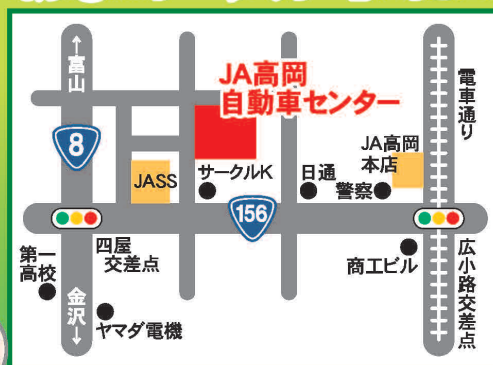 ↑富山
8
JA高岡
自動車センター
電車通り
JA高岡
本店
JASS
サークルK
日通
警察
156
第一
高校
四屋
交差点
商工ビル
広小路交差点
金沢↓
ヤマダ電機